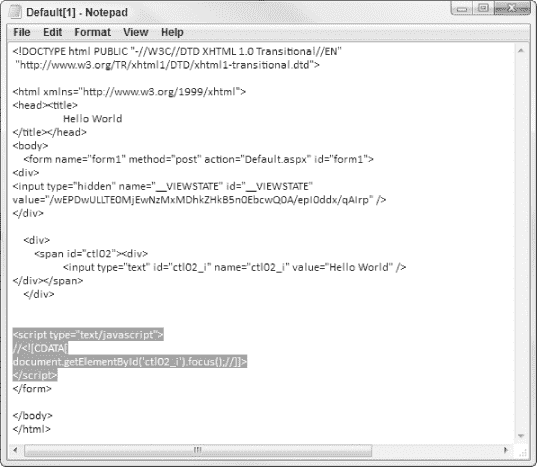 Default[1] - Notepad
File Edit Format View Help
<!DOCTYPE html PUBLIC "-//W3C//DTD XHTML 1.0 Transitional//EN"
"http://www.w3.org/TR/xhtml1/DTD/xhtml1-transitional.dtd">
<html xmlns="http://www.w3.org/1999/xhtml">
<head><title>
Hello World
</title></head>
<body>
<form name="form1" method="post" action="Default.aspx" id="form1">
<div>
<input type="hidden" name="__VIEWSTATE" id="__VIEWSTATE"
value="/wEPDwULLTE0MjEwNzMxMDhkZHkB5n0EbcwQ0A/epI0ddx/qAIrp" />
</div>
<div>
<span id="ctl02"><div>
<input type="text" id="ctl02_i" name="ctl02_i" value="Hello World" />
</div></span>
</div>
<script type="text/javascript">
//<![CDATA[
document.getElementById('ctl02_i').focus();//]]>
</script>
</form>
</body>
</html>